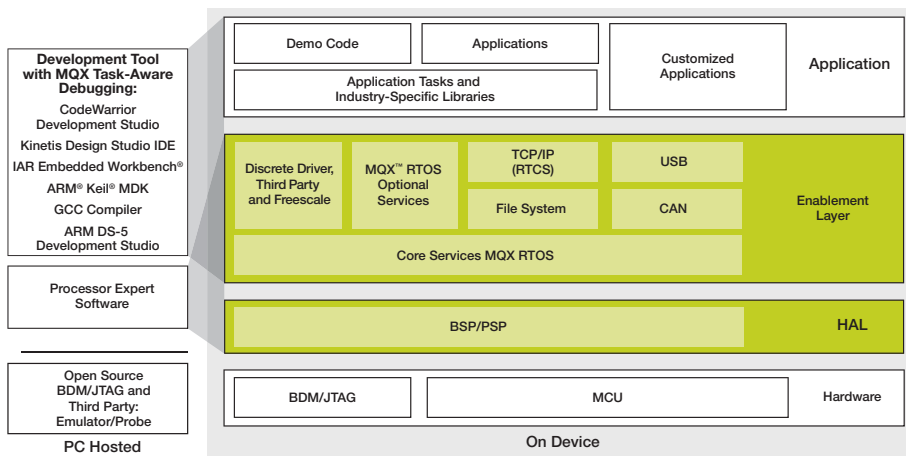 Development Tool
with MQX Task-Aware
Debugging:
CodeWarrior
Development Studio
Kinetis Design Studio IDE
IAR Embedded Workbench®
ARM® Keil® MDK
GCC Compiler
ARM DS-5
Development Studio
Processor Expert
Software
Open Source
BDM/JTAG and
Third Party:
Emulator/Probe
PC Hosted
Demo Code
Applications
Application Tasks and
Industry-Specific Libraries
Customized
Applications
Application
Discrete Driver,
Third Party
and Freescale
MQX™ RTOS
Optional
Services
TCP/IP
(RTCS)
USB
File System
CAN
Core Services MQX RTOS
Enablement
Layer
BSP/PSP
HAL
BDM/JTAG
MCU
Hardware
On Device